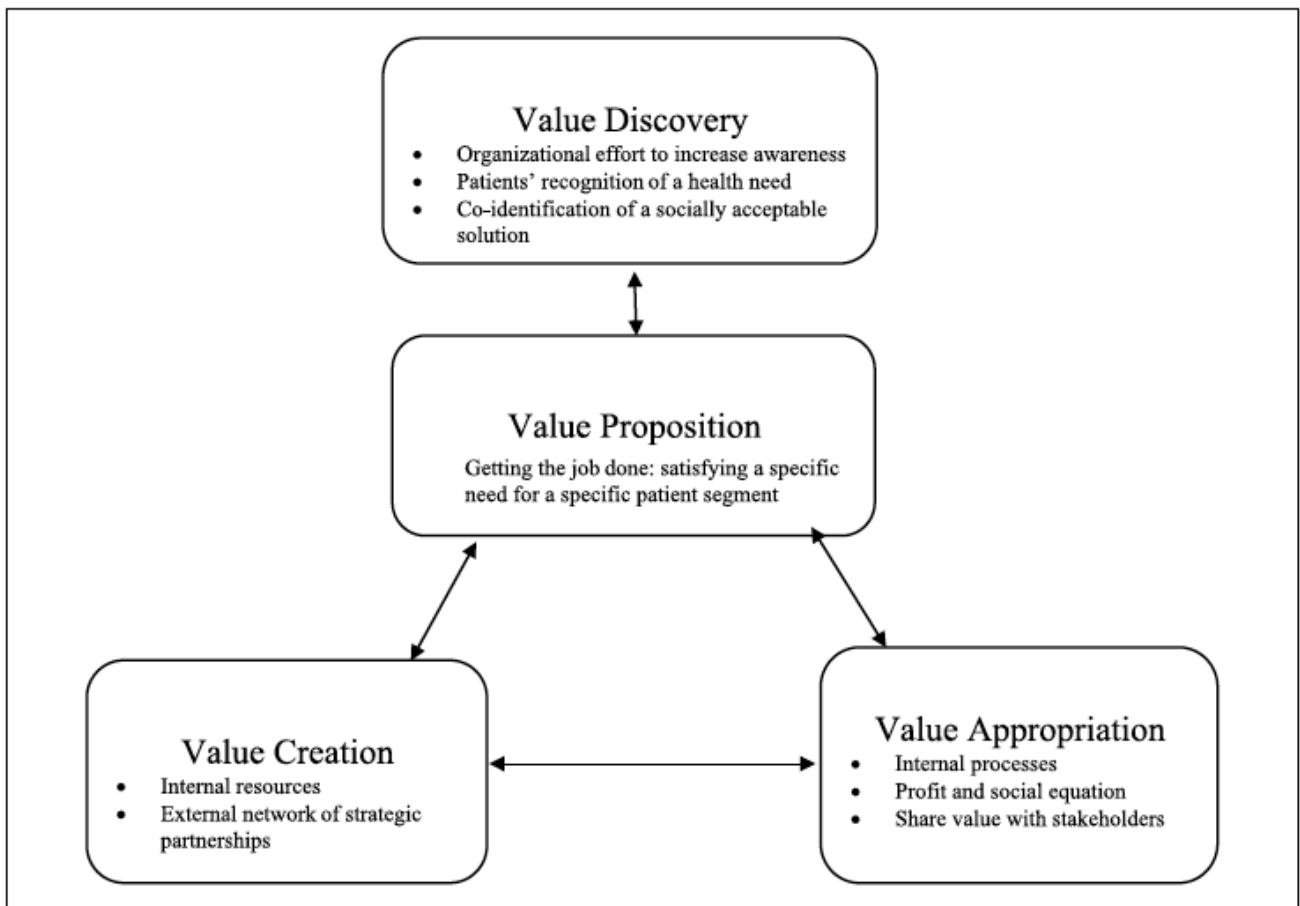 Value Discovery
• Organizational effort to increase awareness
• Patients’ recognition of a health need
• Co-identification of a socially acceptable
solution
Value Proposition
Getting the job done: satisfying a specific
need for a specific patient segment
Value Creation
• Internal resources
• External network of strategic
partnerships
Value Appropriation
• Internal processes
• Profit and social equation
• Share value with stakeholders